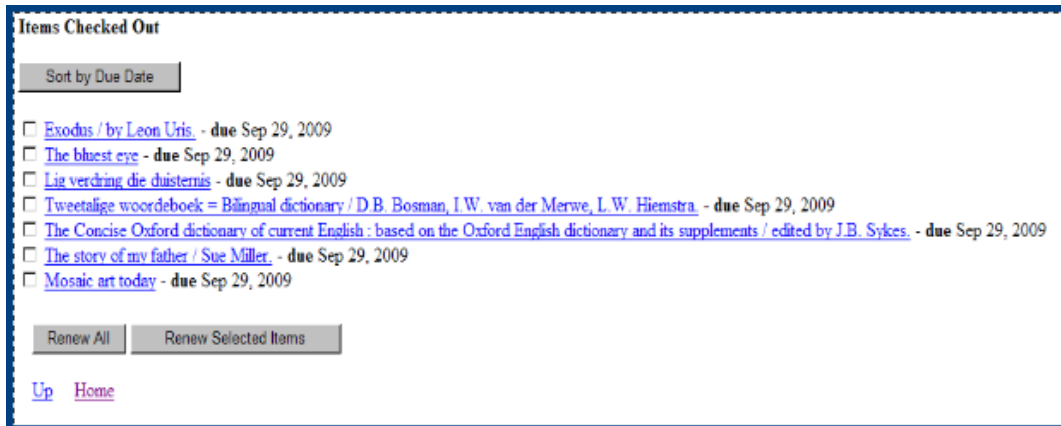 Items Checked Out
Sort by Due Date
Exodus / by Leon Uris. - due Sep 29, 2009
The bluest eye - due Sep 29, 2009
Lig verdring die duisternis - due Sep 29, 2009
Tweetalige woordeboek = Bilingual dictionary / D.B. Bosman, I.W. van der Merwe, L.W. Hiemstra. - due Sep 29, 2009
The Concise Oxford dictionary of current English : based on the Oxford English dictionary and its supplements / edited by J.B. Sykes. - due Sep 29, 2009
The story of my father / Sue Miller. - due Sep 29, 2009
Mosaic art today - due Sep 29, 2009
Renew All Renew Selected Items
Up Home